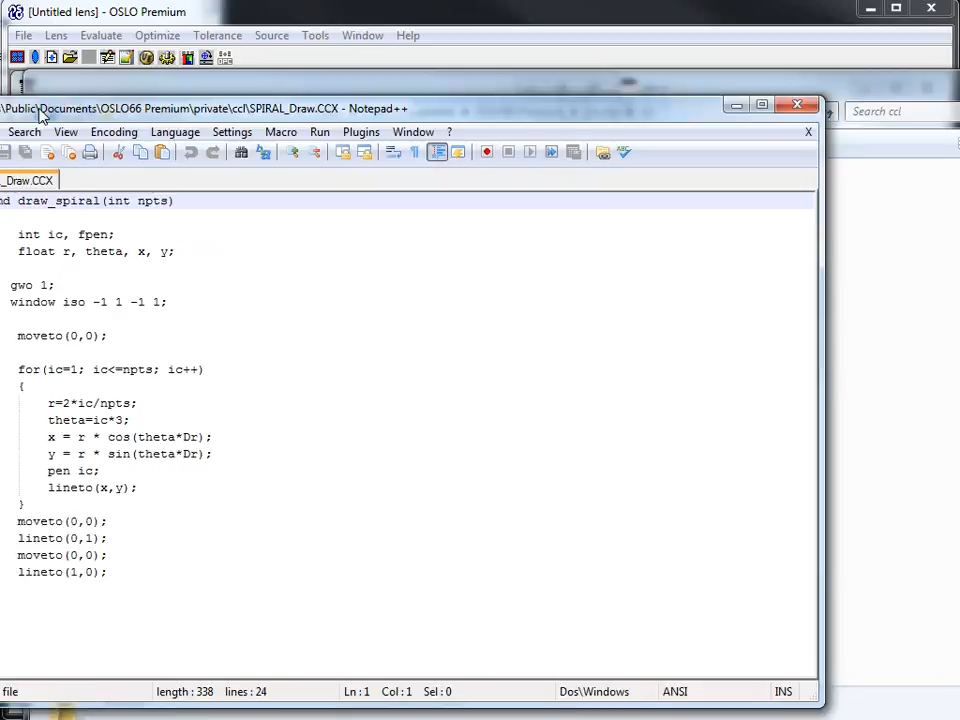 [Untitled lens] - OSLO Premium
File Lens Evaluate Optimize Tolerance Source Tools Window Help
\Public\Documents\OSLO66 Premium\private\ccl\SPIRAL_Draw.CCX - Notepad++
Search ccl
Search View Encoding Language Settings Macro Run Plugins Window ? X
_Draw.CCX
nd draw_spiral(int npts)
int ic, fpen;
float r, theta, x, y;
gwo 1;
window iso -1 1 -1 1;
moveto(0,0);
for(ic=1; ic<=npts; ic++)
{
r=2*ic/npts;
theta=ic*3;
x = r * cos(theta*Dr);
y = r * sin(theta*Dr);
pen ic;
lineto(x,y);
}
moveto(0,0);
lineto(0,1);
moveto(0,0);
lineto(1,0);
file length : 338 lines : 24 Ln : 1 Col : 1 Sel : 0 Dos\Windows ANSI INS